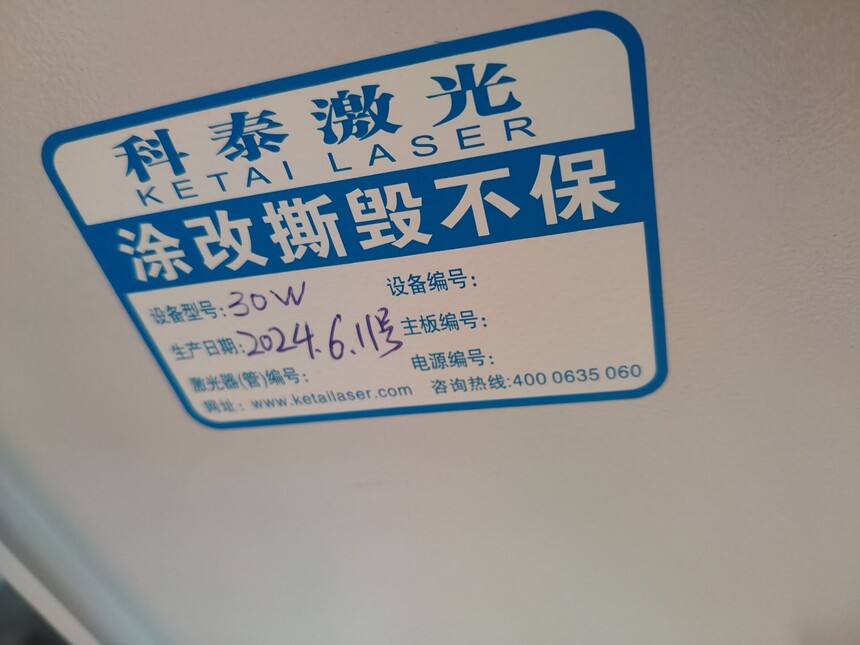 科泰激光
KETAI LASER
涂改撕毁不保
设备型号:30W 设备编号:
生产日期:2024.6.11号 主板编号:
激光器(管)编号: 电源编号:
网址：www.ketailaser.com 咨询热线:400 0635 060